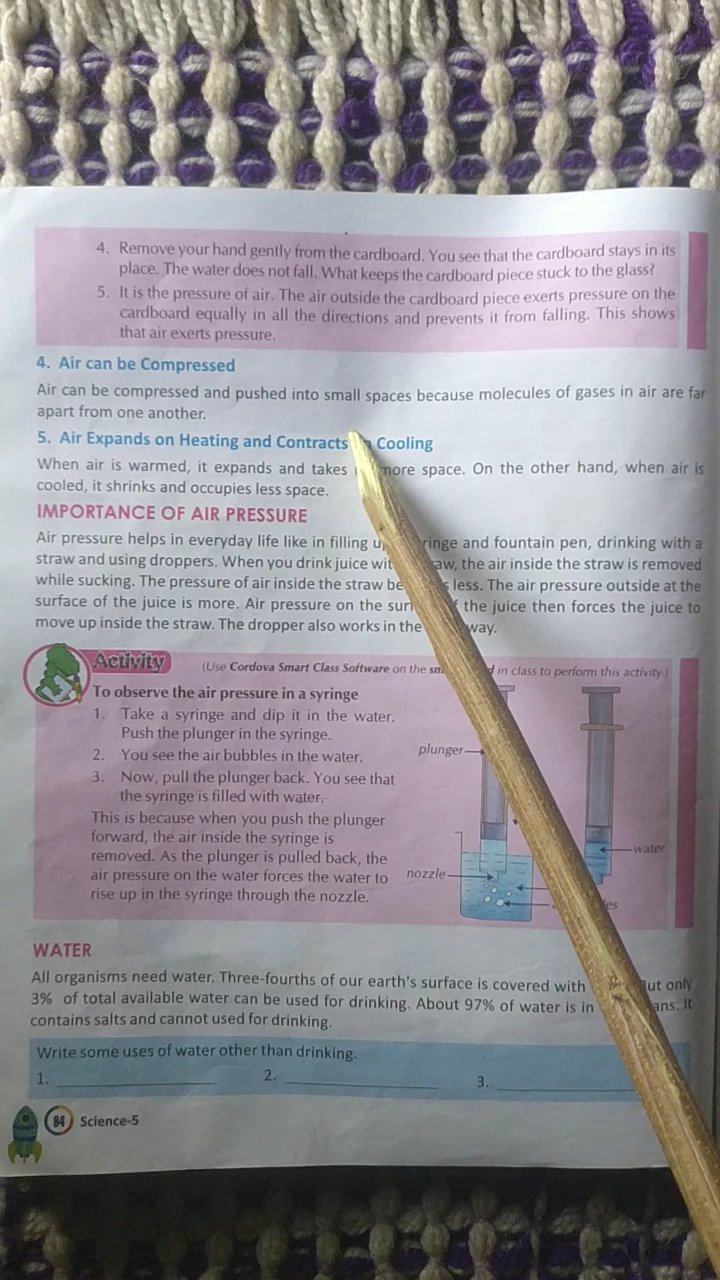 4. Remove your hand gently from the cardboard. You see that the cardboard stays in its
place. The water does not fall. What keeps the cardboard piece stuck to the glass?
5. It is the pressure of air. The air outside the cardboard piece exerts pressure on the
cardboard equally in all the directions and prevents it from falling. This shows
that air exerts pressure.
4. Air can be Compressed
Air can be compressed and pushed into small spaces because molecules of gases in air are far
apart from one another.
5. Air Expands on Heating and Contracts Cooling
When air is warmed, it expands and takes more space. On the other hand, when air is
cooled, it shrinks and occupies less space.
IMPORTANCE OF AIR PRESSURE
Air pressure helps in everyday life like in filling and fountain pen, drinking with a
straw and using droppers. When you drink juice the air inside the straw is removed
while sucking. The pressure of air inside the straw less. The air pressure outside at the
surface of the juice is more. Air pressure on the the juice then forces the juice to
move up inside the straw. The dropper also works in the way.
Activity
(Use Cordova Smart Class Software on the in class to perform this activity.)
To observe the air pressure in a syringe
1. Take a syringe and dip it in the water.
Push the plunger in the syringe.
2. You see the air bubbles in the water.
3. Now, pull the plunger back. You see that
the syringe is filled with water.
This is because when you push the plunger
forward, the air inside the syringe is
removed. As the plunger is pulled back, the
air pressure on the water forces the water to
rise up in the syringe through the nozzle.
plunger
water
nozzle
WATER
All organisms need water. Three-fourths of our earth's surface is covered with but only
3% of total available water can be used for drinking. About 97% of water is in It
contains salts and cannot used for drinking.
Write some uses of water other than drinking.
1. 2. 3.
84 Science-5